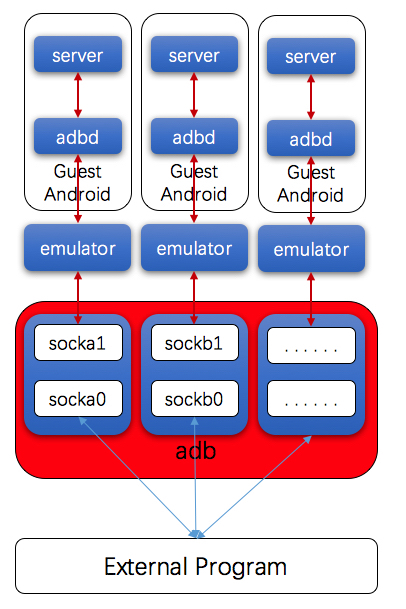 server
server
server
adbd
adbd
adbd
Guest
Android
Guest
Android
Guest
Android
emulator
emulator
emulator
socka1
sockb1
......
socka0
sockb0
......
adb
External Program